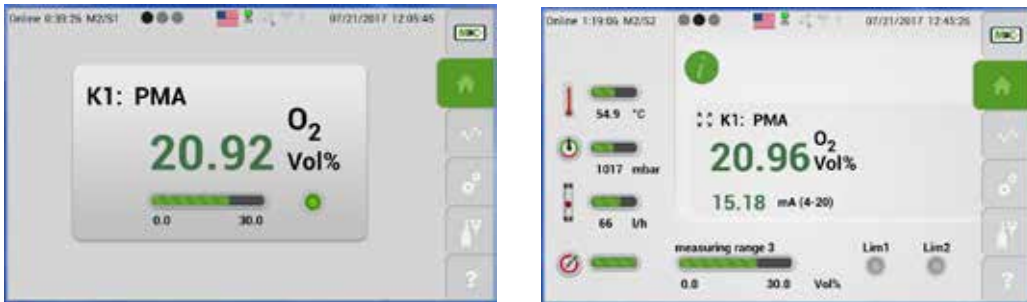 Online 0:39:26 M2/S1
07/21/2017 12:05:45
K1: PMA
O2
20.92 Vol%
0.0 30.0
?
Online 1:19:06 M2/S2
07/21/2017 12:45:26
i
54.9 °C
1017 mbar
66 l/h
K1: PMA
O2
20.96 Vol%
15.18 mA (4-20)
measuring range 3
Lim1 Lim2
0.0 30.0 Vol%
?